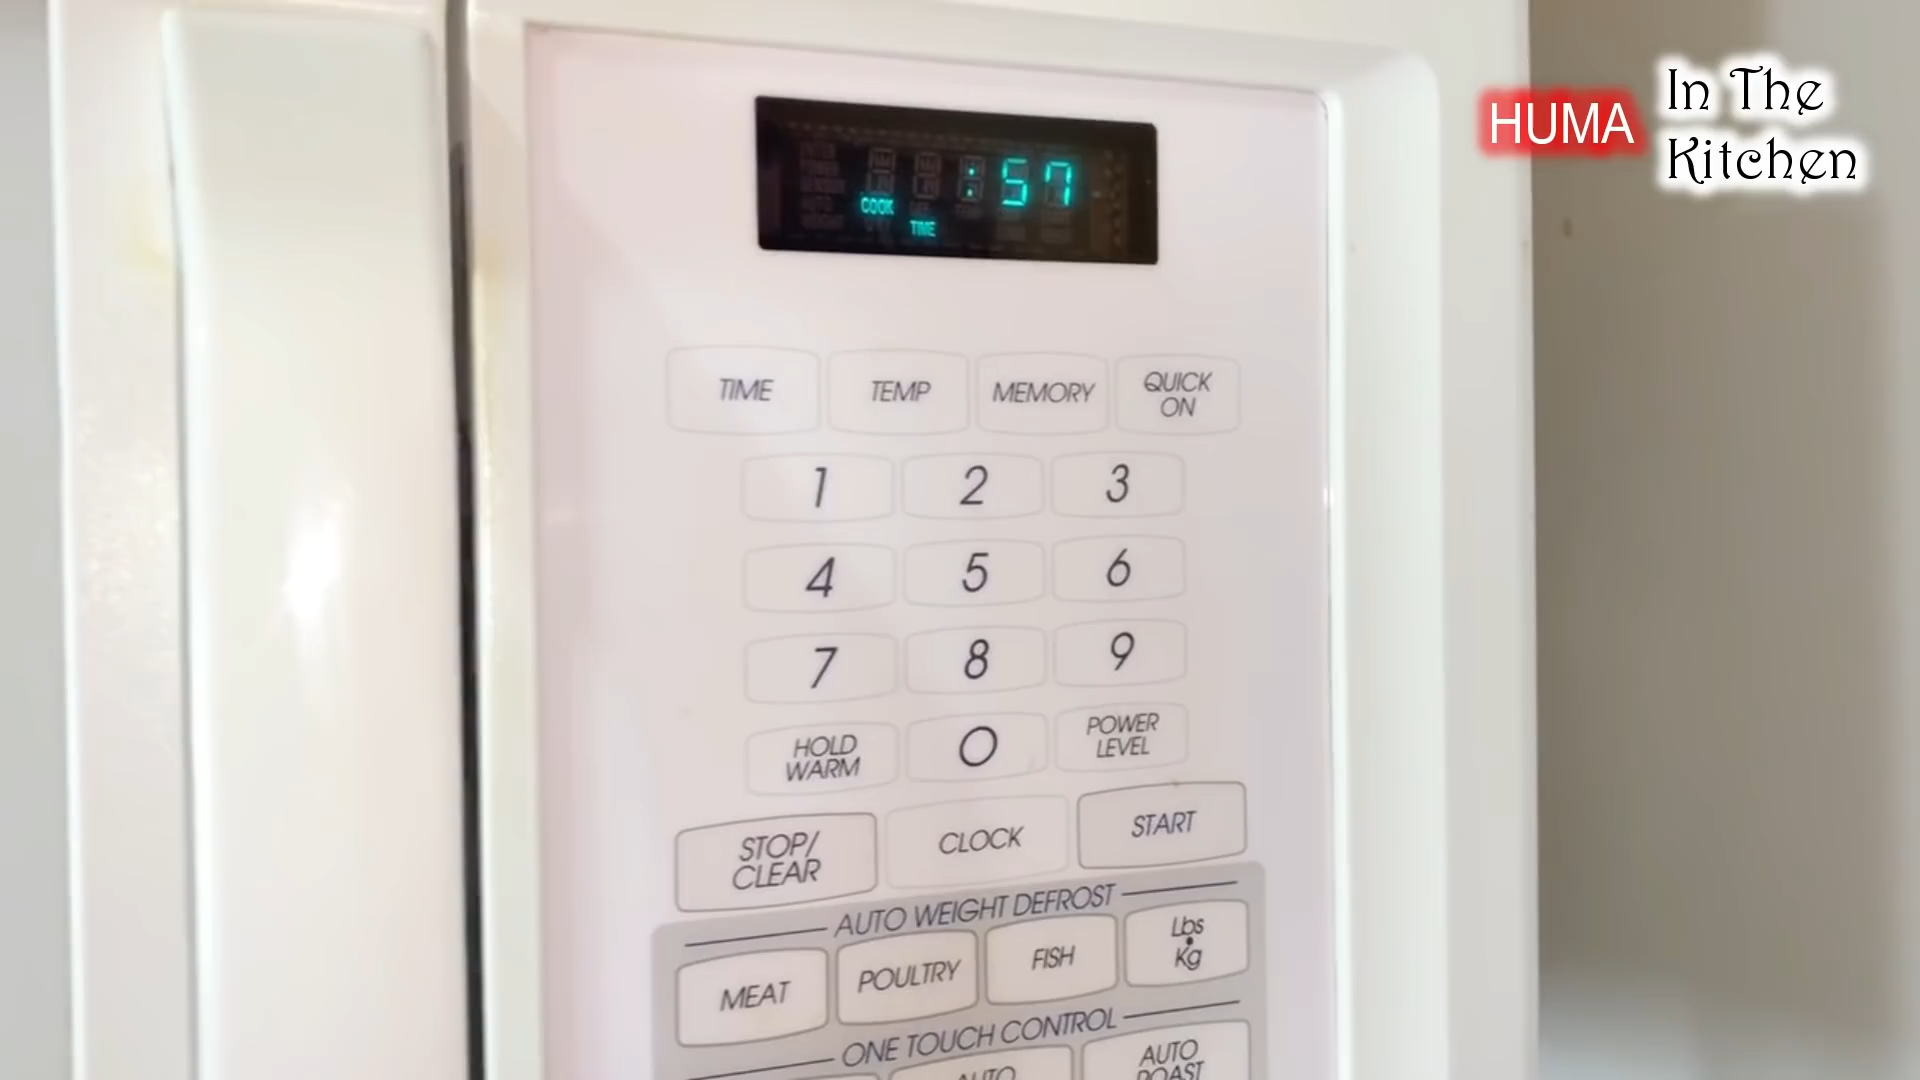 HUMA
In The
Kitchen
:57
COOK
TIME
TIME
TEMP
MEMORY
QUICK
ON
1
2
3
4
5
6
7
8
9
HOLD
WARM
0
POWER
LEVEL
STOP/
CLEAR
CLOCK
START
AUTO WEIGHT DEFROST
MEAT
POULTRY
FISH
Lbs
Kg
ONE TOUCH CONTROL
AUTO
AUTO
ROAST